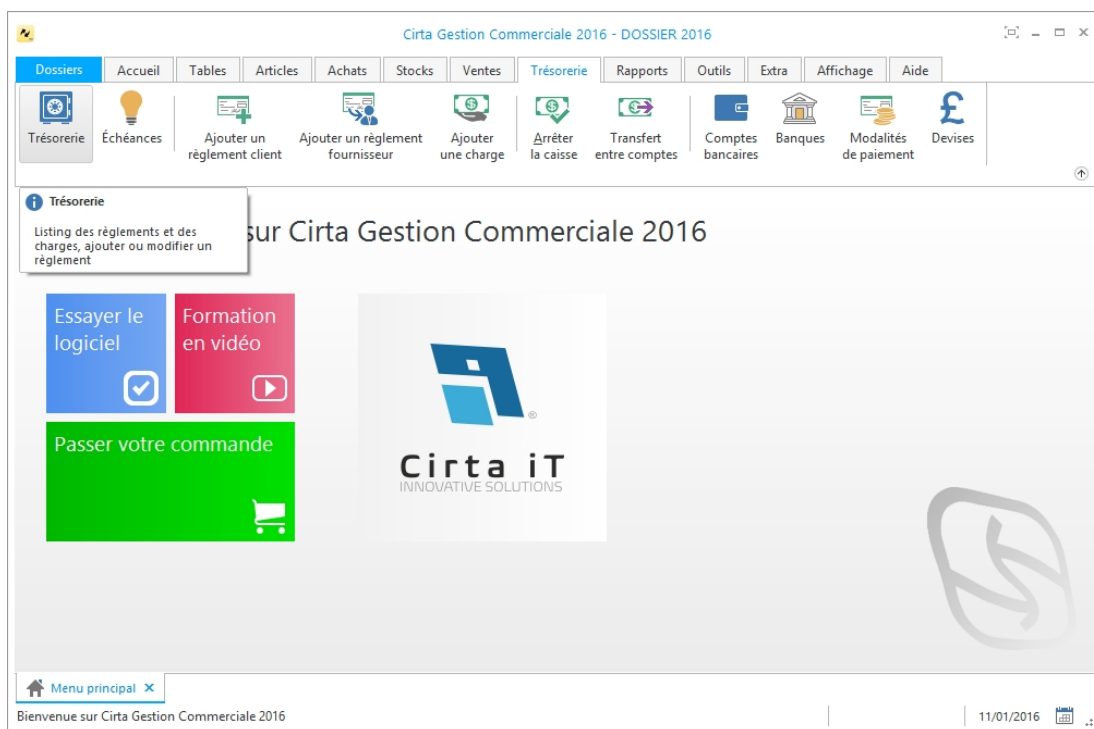 Cirta Gestion Commerciale 2016 - DOSSIER 2016
Dossiers Accueil Tables Articles Achats Stocks Ventes Trésorerie Rapports Outils Extra Affichage Aide
Trésorerie
Échéances
Ajouter un
règlement client
Ajouter un règlement
fournisseur
Ajouter
une charge
Arrêter
la caisse
Transfert
entre comptes
Comptes
bancaires
Banques
Modalités
de paiement
Devises
Trésorerie
Listing des règlements et des
charges, ajouter ou modifier un
règlement
sur Cirta Gestion Commerciale 2016
Essayer le
logiciel
Formation
en vidéo
Passer votre commande
Cirta iT
INNOVATIVE SOLUTIONS
Menu principal
Bienvenue sur Cirta Gestion Commerciale 2016
11/01/2016